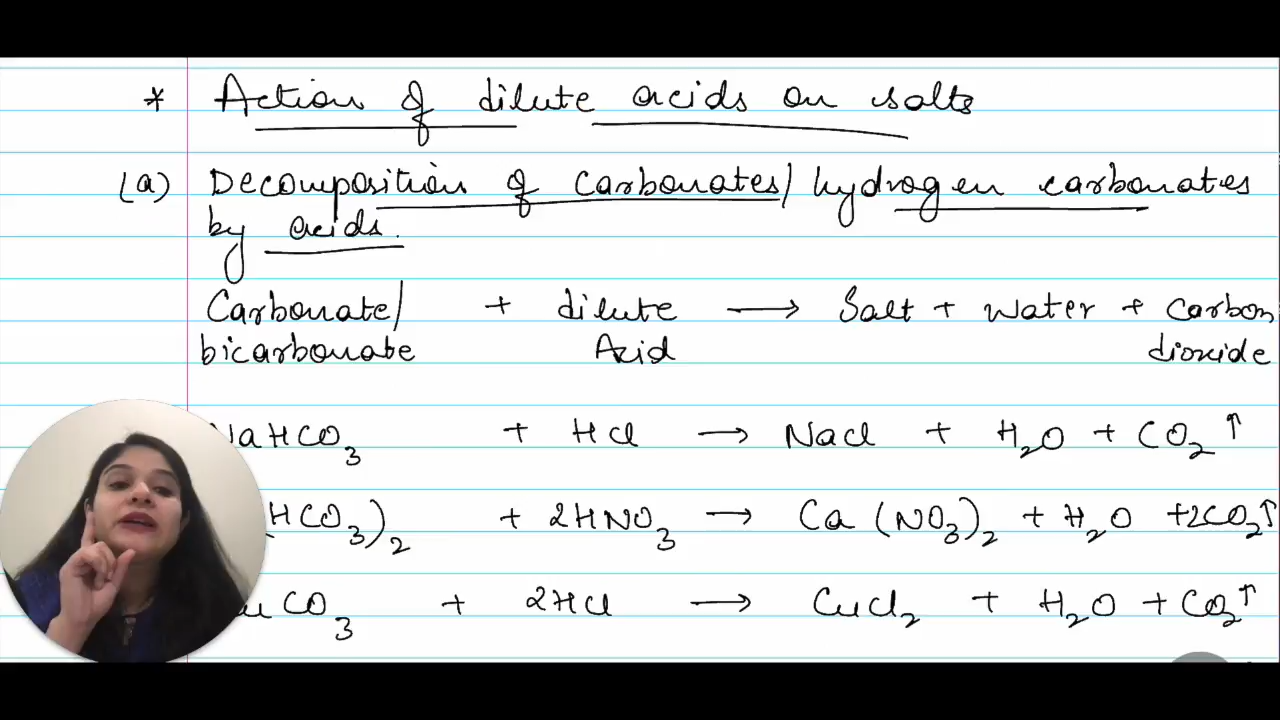 * Action of dilute acids on salts
(a) Decomposition of carbonates/hydrogen carbonates
by acids.
Carbonate/ + dilute → Salt + Water + Carbon
bicarbonate Acid dioxide
NaHCO₃ + HCl → NaCl + H₂O + CO₂↑
HCO₃)₂ + 2HNO₃ → Ca(NO₃)₂ + H₂O + 2CO₂↑
CO₃ + 2HCl → CuCl₂ + H₂O + CO₂↑